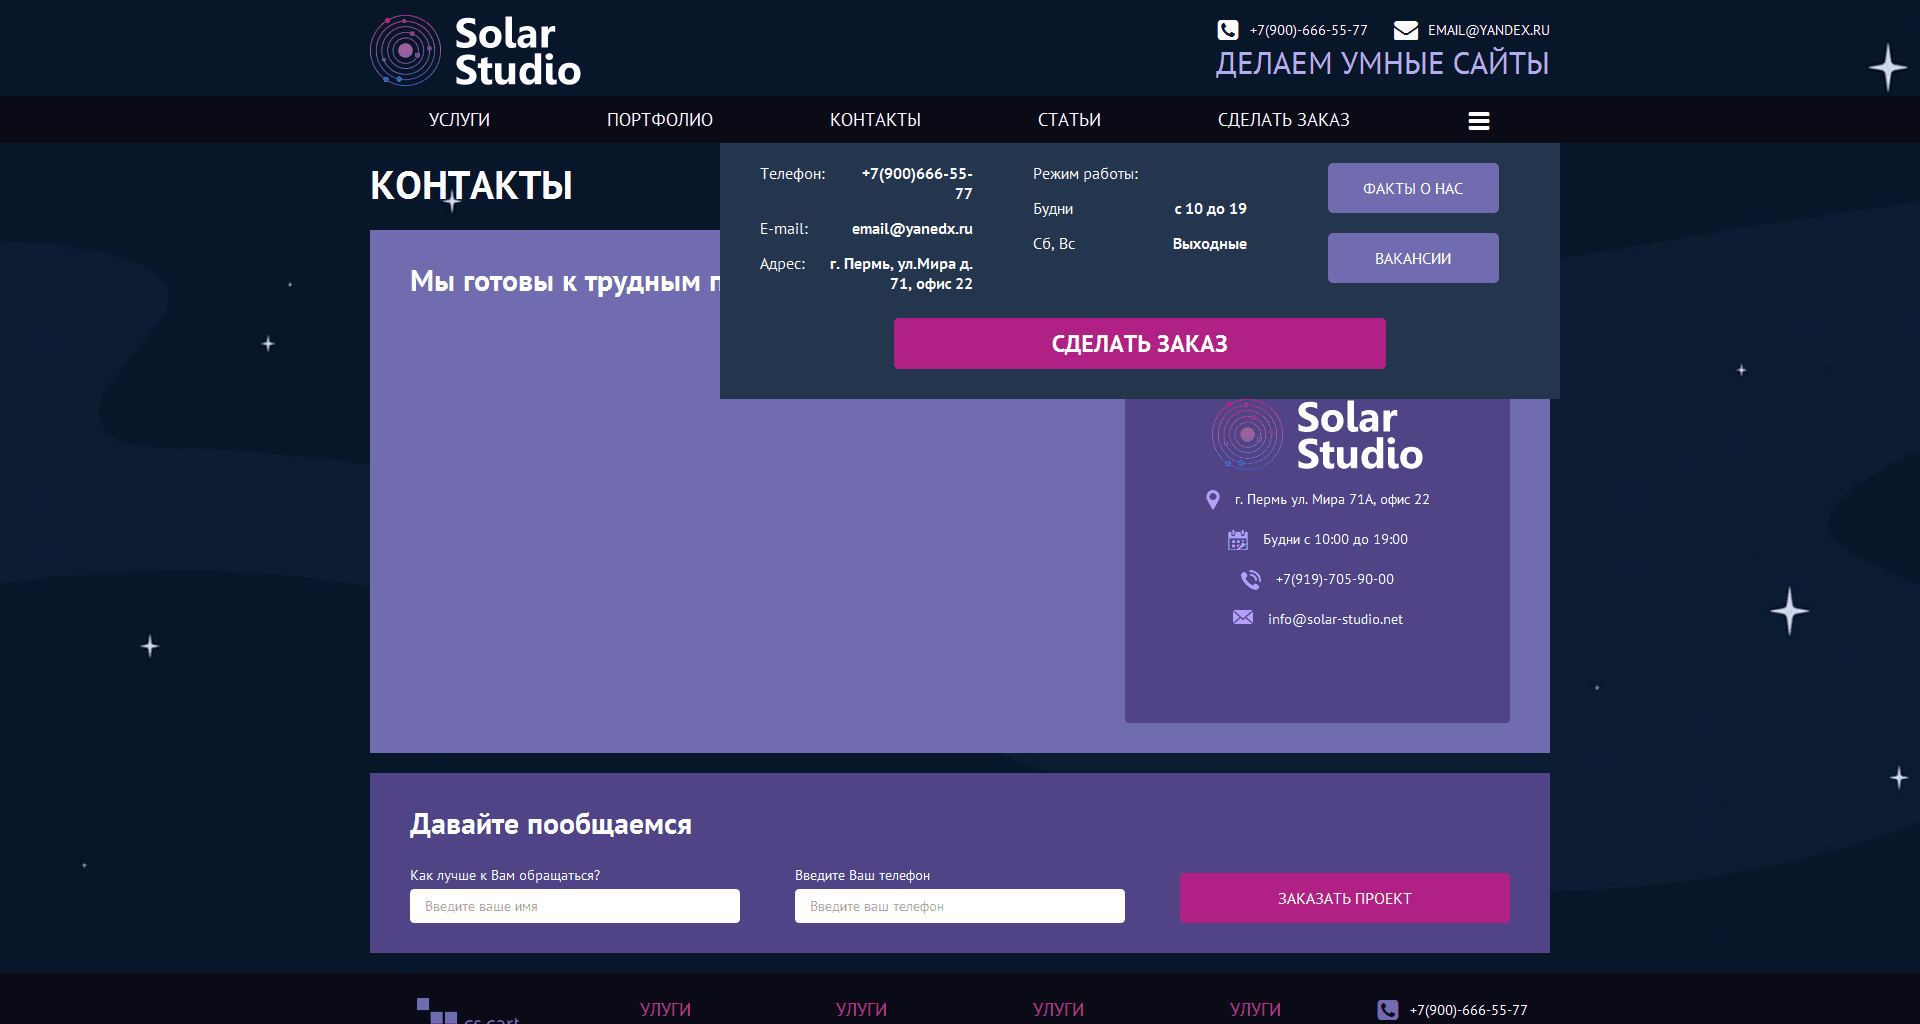 Solar
Studio
+7(900)-666-55-77
EMAIL@YANDEX.RU
ДЕЛАЕМ УМНЫЕ САЙТЫ
УСЛУГИ
ПОРТФОЛИО
КОНТАКТЫ
СТАТЬИ
СДЕЛАТЬ ЗАКАЗ
КОНТАКТЫ
Мы готовы к трудным п
Телефон:
+7(900)666-55-
77
E-mail:
email@yanedx.ru
Адрес:
г. Пермь, ул.Мира д.
71, офис 22
Режим работы:
Будни
с 10 до 19
Сб, Вс
Выходные
ФАКТЫ О НАС
ВАКАНСИИ
СДЕЛАТЬ ЗАКАЗ
Solar
Studio
г. Пермь ул. Мира 71А, офис 22
Будни с 10:00 до 19:00
+7(919)-705-90-00
info@solar-studio.net
Давайте пообщаемся
Как лучше к Вам обращаться?
Введите ваше имя
Введите Ваш телефон
Введите ваш телефон
ЗАКАЗАТЬ ПРОЕКТ
cs.cart
УЛУГИ
УЛУГИ
УЛУГИ
УЛУГИ
+7(900)-666-55-77